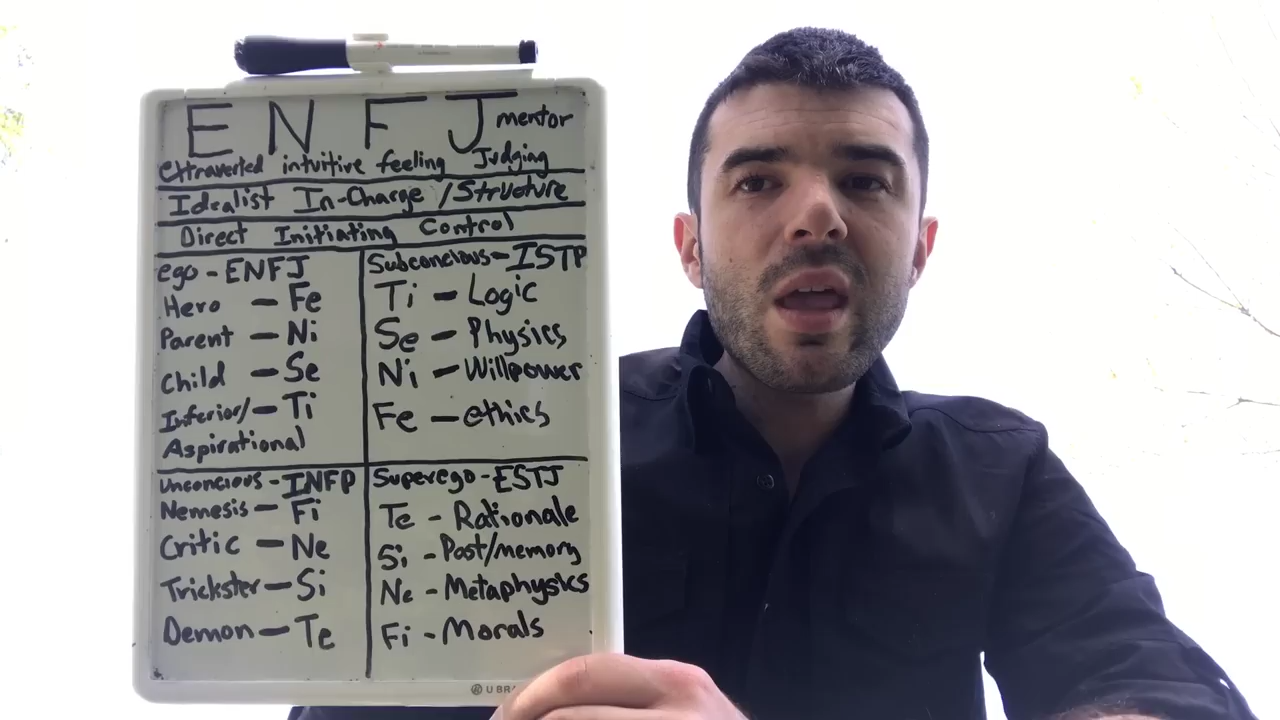 ENFJ mentor
extraverted intuitive feeling Judging
Idealist In-Charge /Structure
Direct Initiating Control
ego - ENFJ
Hero - Fe
Parent - Ni
Child - Se
Inferior/ - Ti
Aspirational
Subconcious - ISTP
Ti - Logic
Se - Physics
Ni - Willpower
Fe - ethics
Unconcious - INFP
Nemesis - Fi
Critic - Ne
Trickster - Si
Demon - Te
Superego - ESTJ
Te - Rationale
Si - Past/memory
Ne - Metaphysics
Fi - Morals
U BRA